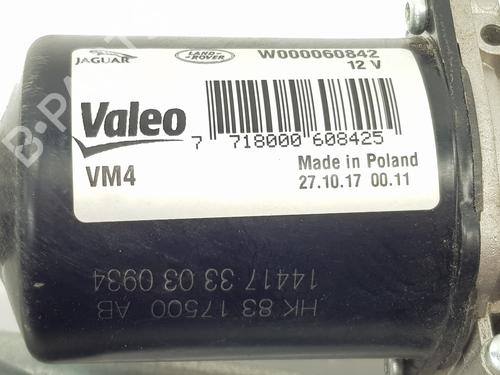 JAGUAR
LAND-ROVER
W000060842
12 V
Valeo
7 718000 608425
VM4
Made in Poland
27.10.17 00.11
HK 83 17500 AB
14417 33 03 0934
B-PARTS